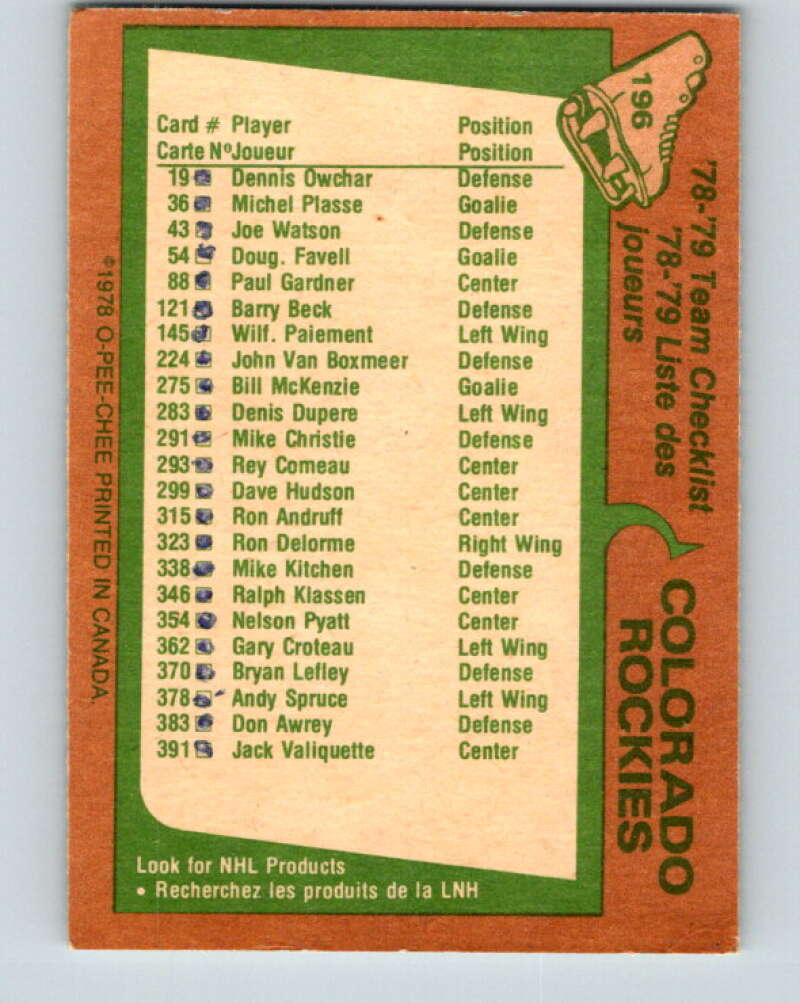 196
'78-'79 Team Checklist
'78-'79 Liste des
joueurs
COLORADO
ROCKIES
Card # Player Position
Carte Nº Joueur Position
19 Dennis Owchar Defense
36 Michel Plasse Goalie
43 Joe Watson Defense
54 Doug. Favell Goalie
88 Paul Gardner Center
121 Barry Beck Defense
145 Wilf. Paiement Left Wing
224 John Van Boxmeer Defense
275 Bill McKenzie Goalie
283 Denis Dupere Left Wing
291 Mike Christie Defense
293 Rey Comeau Center
299 Dave Hudson Center
315 Ron Andruff Center
323 Ron Delorme Right Wing
338 Mike Kitchen Defense
346 Ralph Klassen Center
354 Nelson Pyatt Center
362 Gary Croteau Left Wing
370 Bryan Lefley Defense
378 Andy Spruce Left Wing
383 Don Awrey Defense
391 Jack Valiquette Center
Look for NHL Products
• Recherchez les produits de la LNH
©1978 O-PEE-CHEE PRINTED IN CANADA.